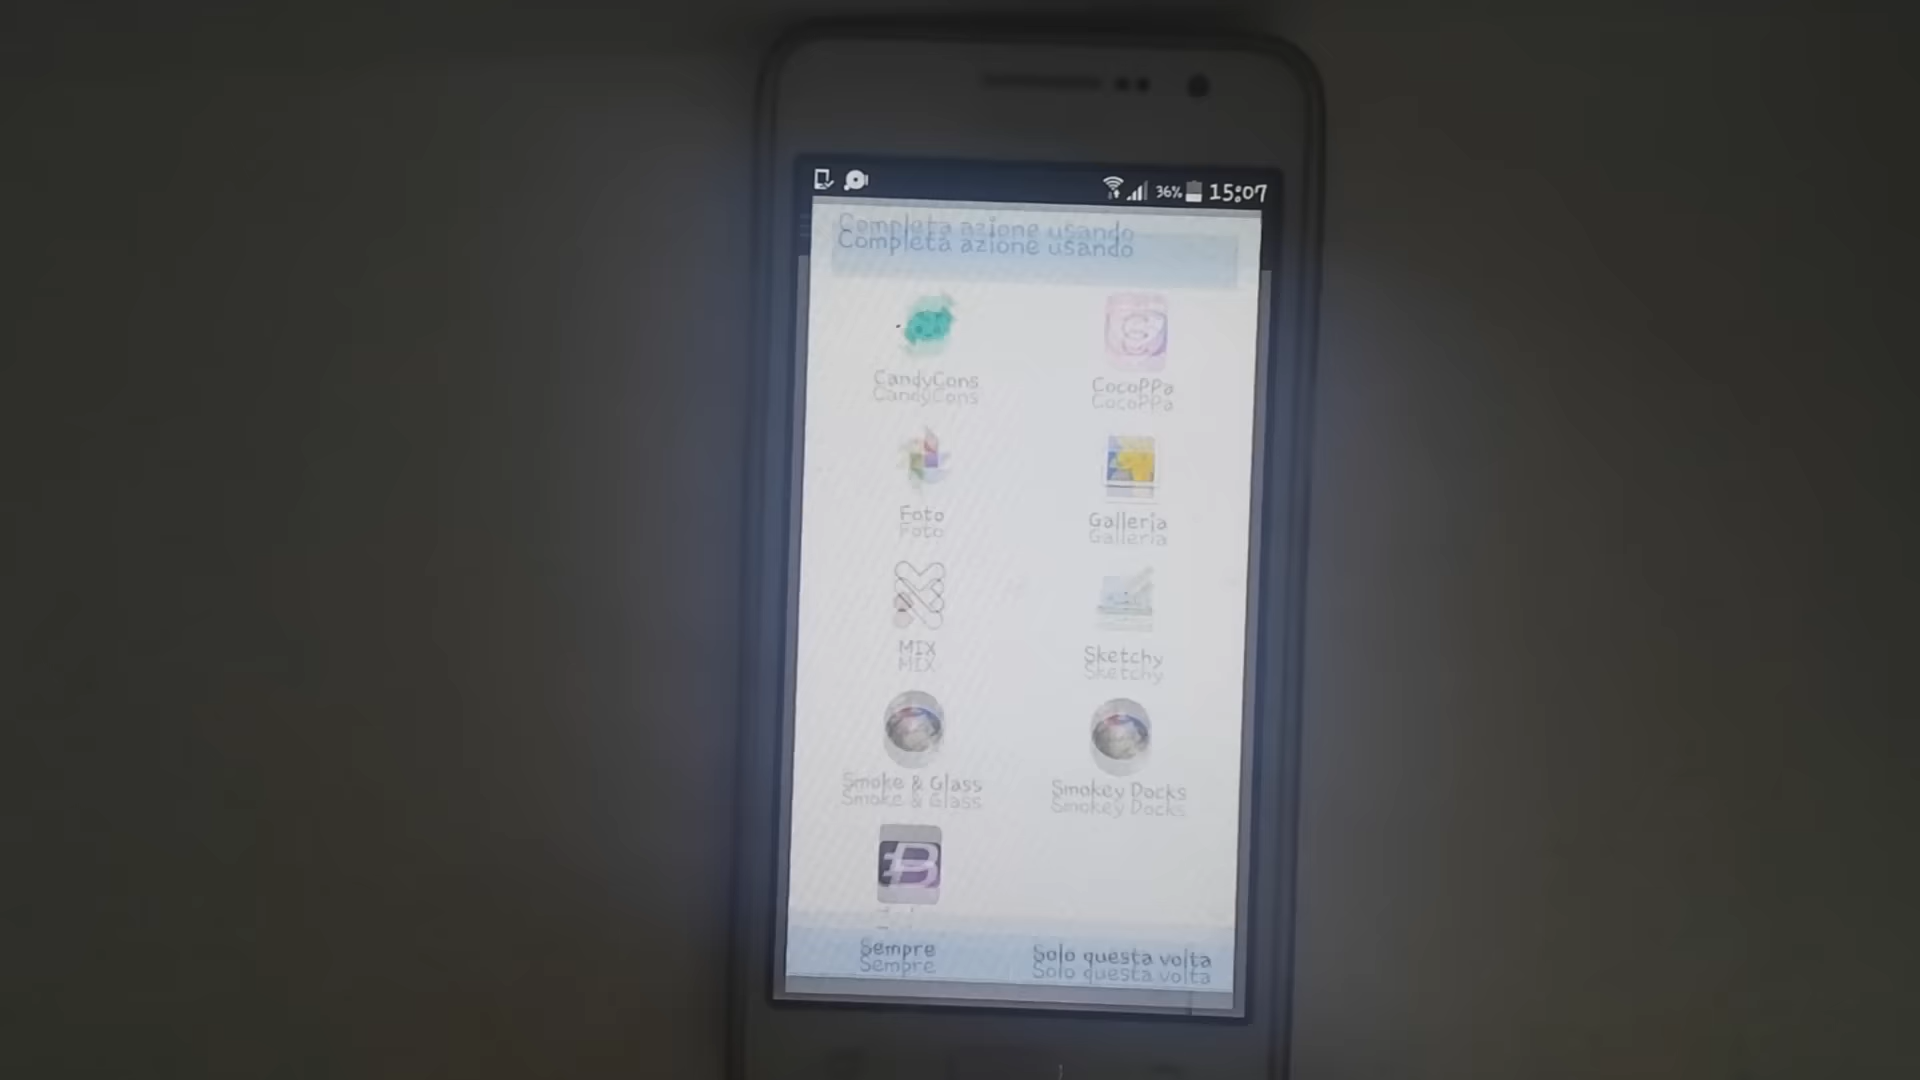 36% 15:07
Completa azione usando
CandyCons CocoPPa
Foto Galleria
MIX Sketchy
Smoke & Glass Smokey Docks
Sempre Solo questa volta